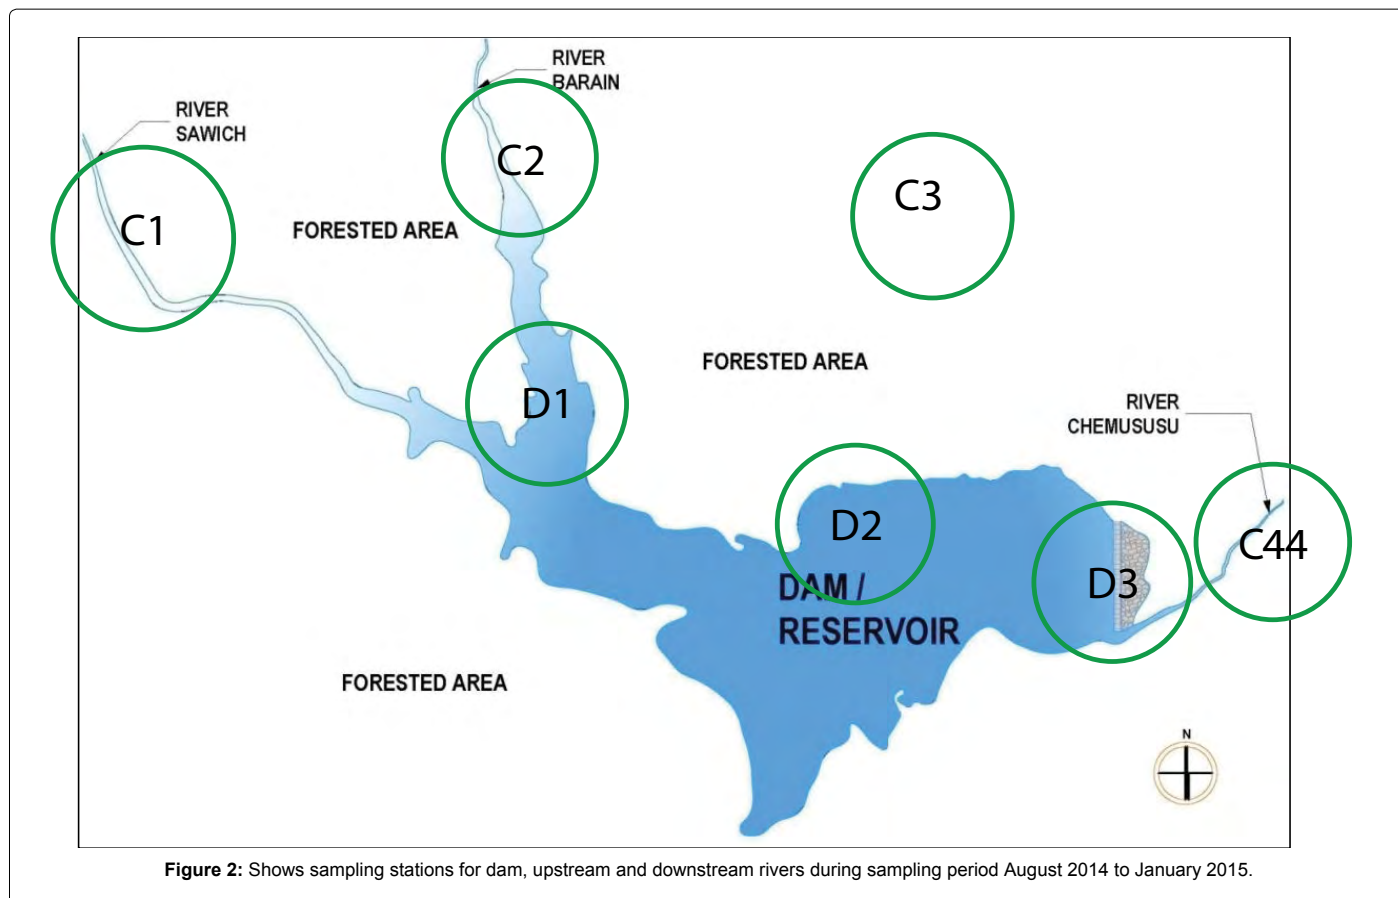 RIVER
BARAIN
RIVER
SAWICH
C2
C3
C1
FORESTED AREA
FORESTED AREA
D1
RIVER
CHEMUSUSU
D2
C44
D3
DAM /
RESERVOIR
FORESTED AREA
N
Figure 2: Shows sampling stations for dam, upstream and downstream rivers during sampling period August 2014 to January 2015.